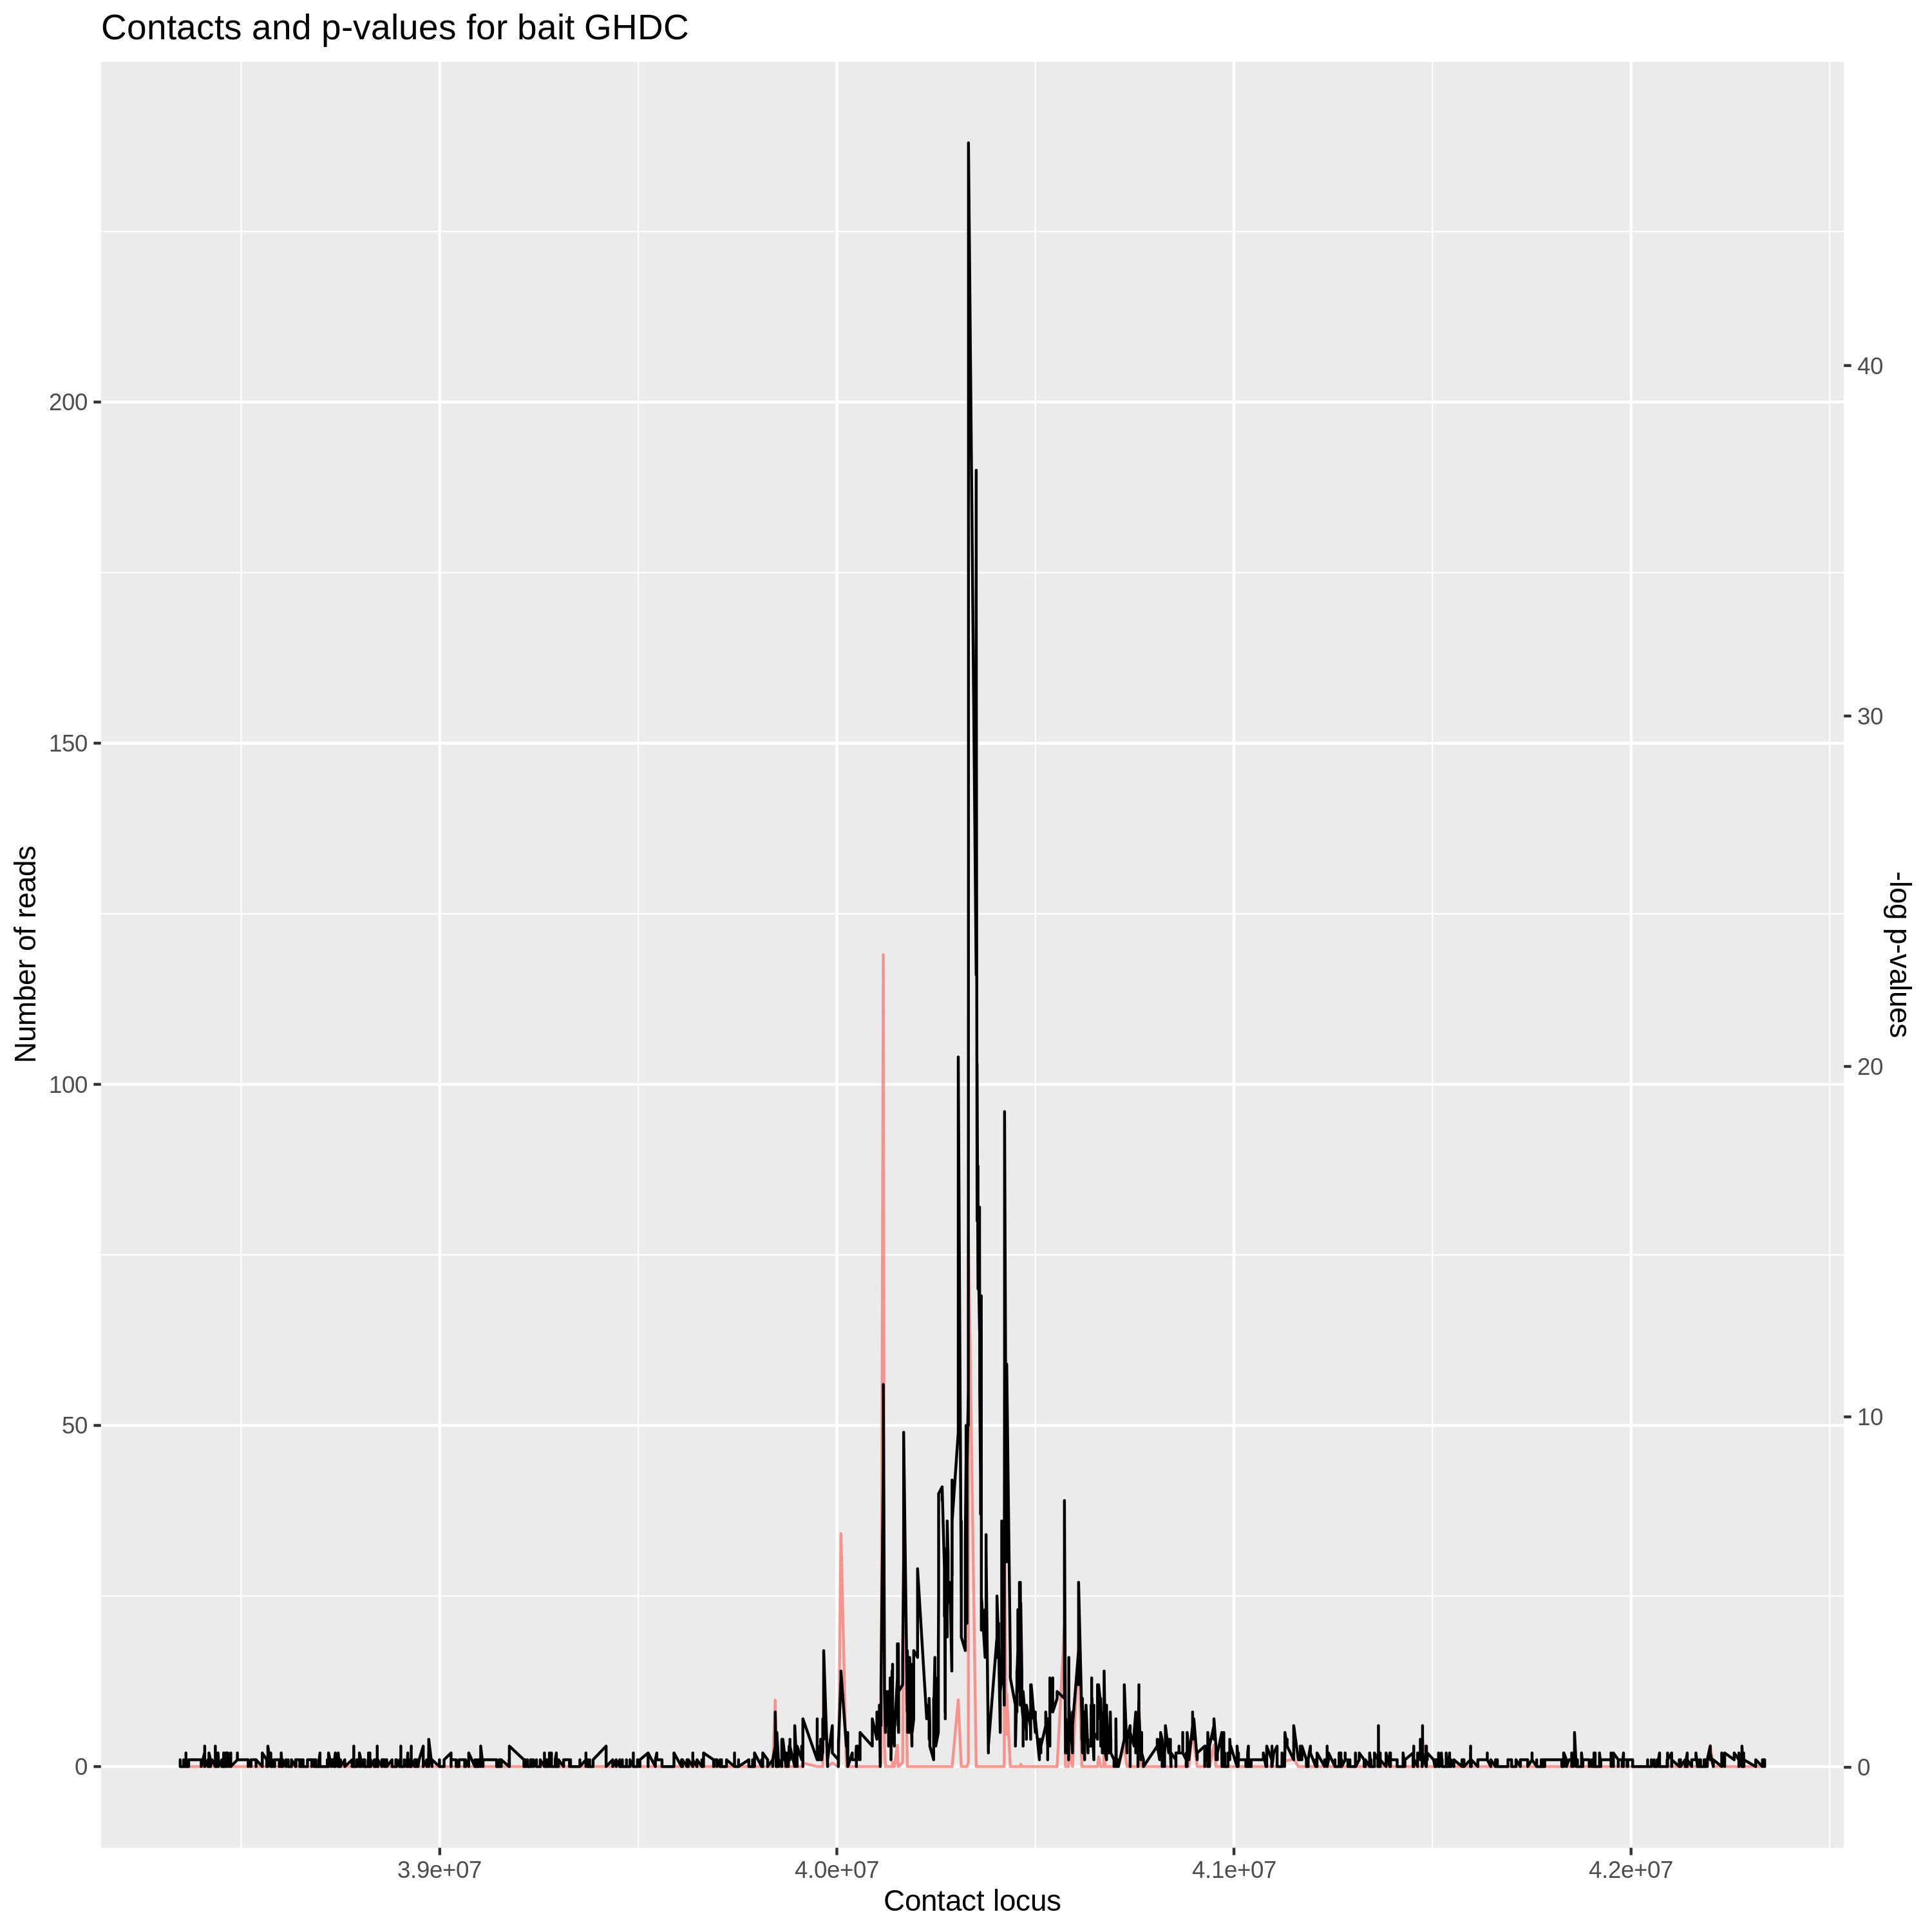 Contacts and p-values for bait GHDC
Number of reads
200
150
100
50
0
40
30
20
10
0
-log p-values
3.9e+07
4.0e+07
4.1e+07
4.2e+07
Contact locus